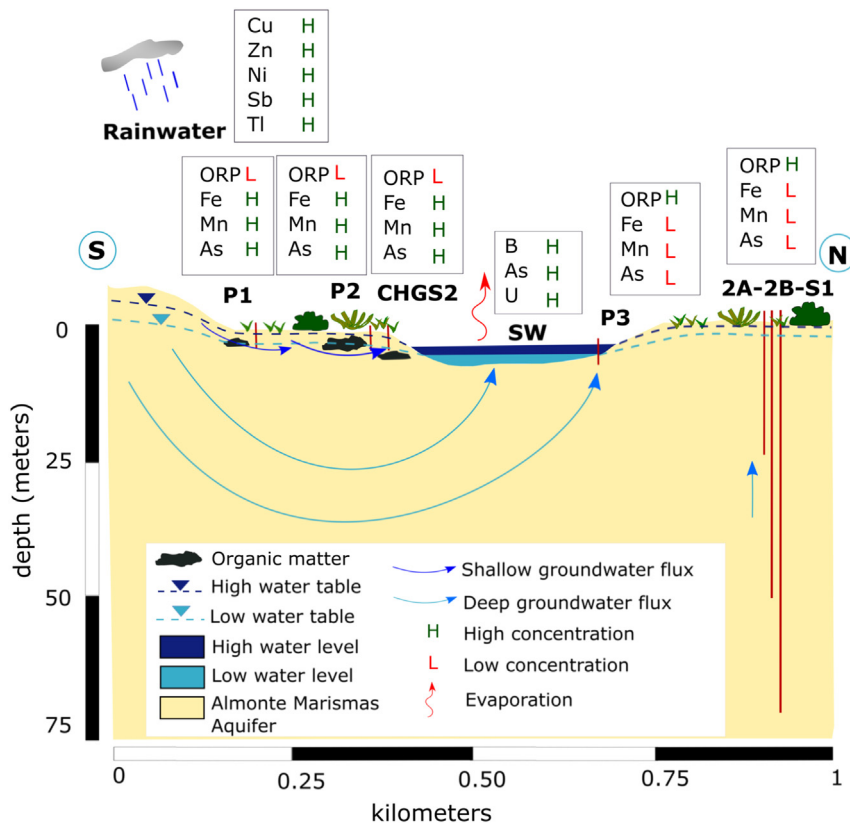 Cu H
Zn H
Ni H
Sb H
Tl H
Rainwater
ORP L
Fe H
Mn H
As H
ORP L
Fe H
Mn H
As H
ORP L
Fe H
Mn H
As H
B H
As H
U H
ORP H
Fe L
Mn L
As L
ORP H
Fe L
Mn L
As L
S
N
P1
P2
CHGS2
SW
P3
2A-2B-S1
0
25
50
75
depth (meters)
Organic matter
High water table
Low water table
High water level
Low water level
Almonte Marismas
Aquifer
Shallow groundwater flux
Deep groundwater flux
H High concentration
L Low concentration
Evaporation
0 0.25 0.50 0.75 1
kilometers